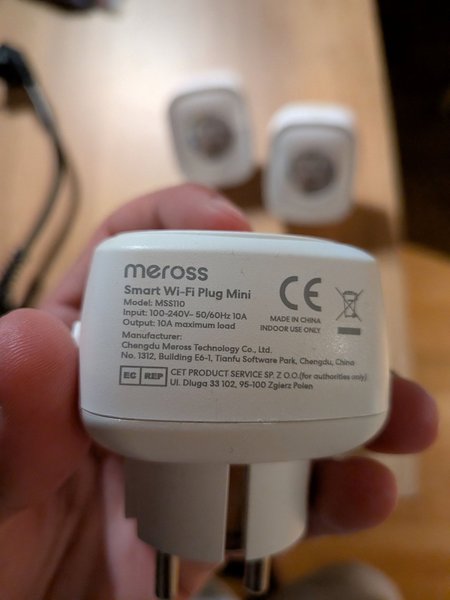 meross
Smart Wi-Fi Plug Mini
Model: MSS110
Input: 100-240V~ 50/60Hz 10A
Output: 10A maximum load
CE
MADE IN CHINA
INDOOR USE ONLY
Manufacturer:
Chengdu Meross Technology Co., Ltd.
No. 1312, Building E6-1, Tianfu Software Park, Chengdu, China
EC REP
CET PRODUCT SERVICE SP. Z O.O.(for authorities only).
Ul. Dluga 33 102, 95-100 Zgierz Polen